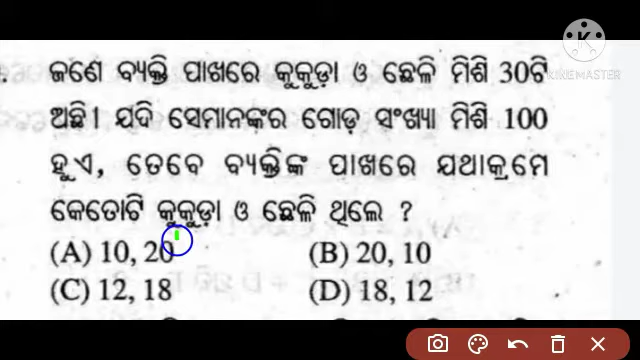 . ଜଣେ ବ୍ୟକ୍ତି ପାଖରେ କୁକୁଡ଼ା ଓ ଛେଳି ମିଶି 30ଟି
ଅଛି। ଯଦି ସେମାନଙ୍କର ଗୋଡ଼ ସଂଖ୍ୟା ମିଶି 100
ହୁଏ, ତେବେ ବ୍ୟକ୍ତିଙ୍କ ପାଖରେ ଯଥାକ୍ରମେ
କେତୋଟି କୁକୁଡ଼ା ଓ ଛେଳି ଥିଲେ ?
(A) 10, 20 (B) 20, 10
(C) 12, 18 (D) 18, 12
KINEMASTER